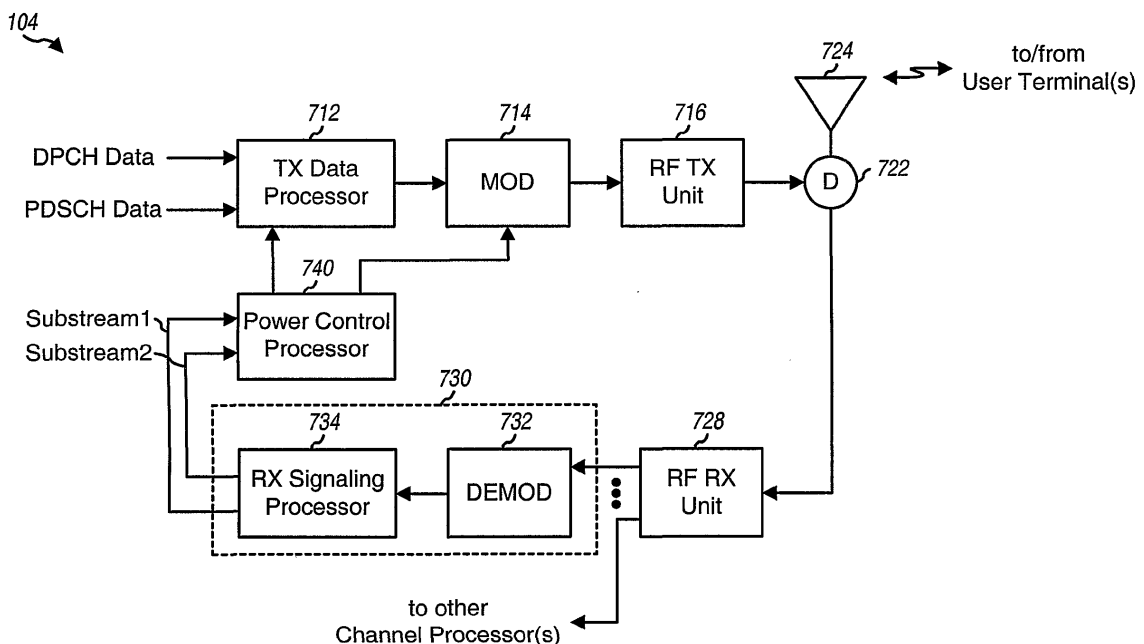 104
724
to/from
User Terminal(s)
712
714
716
DPCH Data
PDSCH Data
TX Data
Processor
MOD
RF TX
Unit
D
722
740
Substream1
Substream2
Power Control
Processor
730
734
732
728
RX Signaling
Processor
DEMOD
RF RX
Unit
to other
Channel Processor(s)